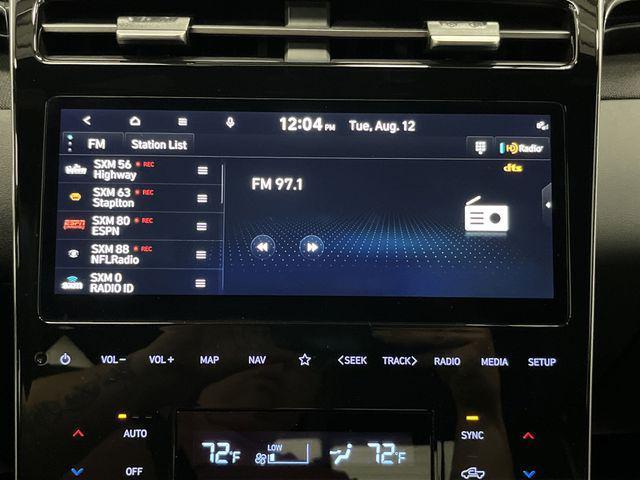 12:04 PM Tue, Aug. 12
FM Station List HD Radio
dts
SXM 56 REC
Highway
SXM 63 REC
Staplton
SXM 80 REC
ESPN
ESPN
SXM 88 REC
NFLRadio
SXM 0
RADIO ID
FM 97.1
VOL− VOL+ MAP NAV <SEEK TRACK> RADIO MEDIA SETUP
AUTO SYNC
72°F LOW 72°F
OFF